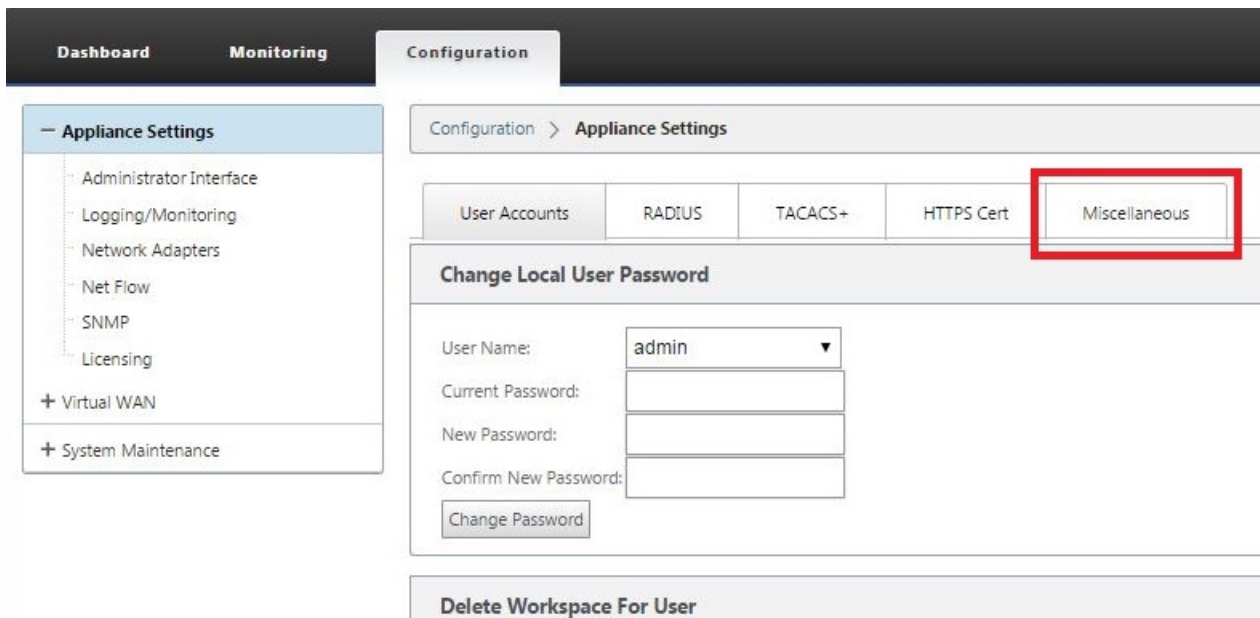 Dashboard Monitoring Configuration
Appliance Settings
Administrator Interface
Logging/Monitoring
Network Adapters
Net Flow
SNMP
Licensing
Virtual WAN
System Maintenance
Configuration > Appliance Settings
User Accounts RADIUS TACACS+ HTTPS Cert Miscellaneous
Change Local User Password
User Name: admin
Current Password:
New Password:
Confirm New Password:
Change Password
Delete Workspace For User